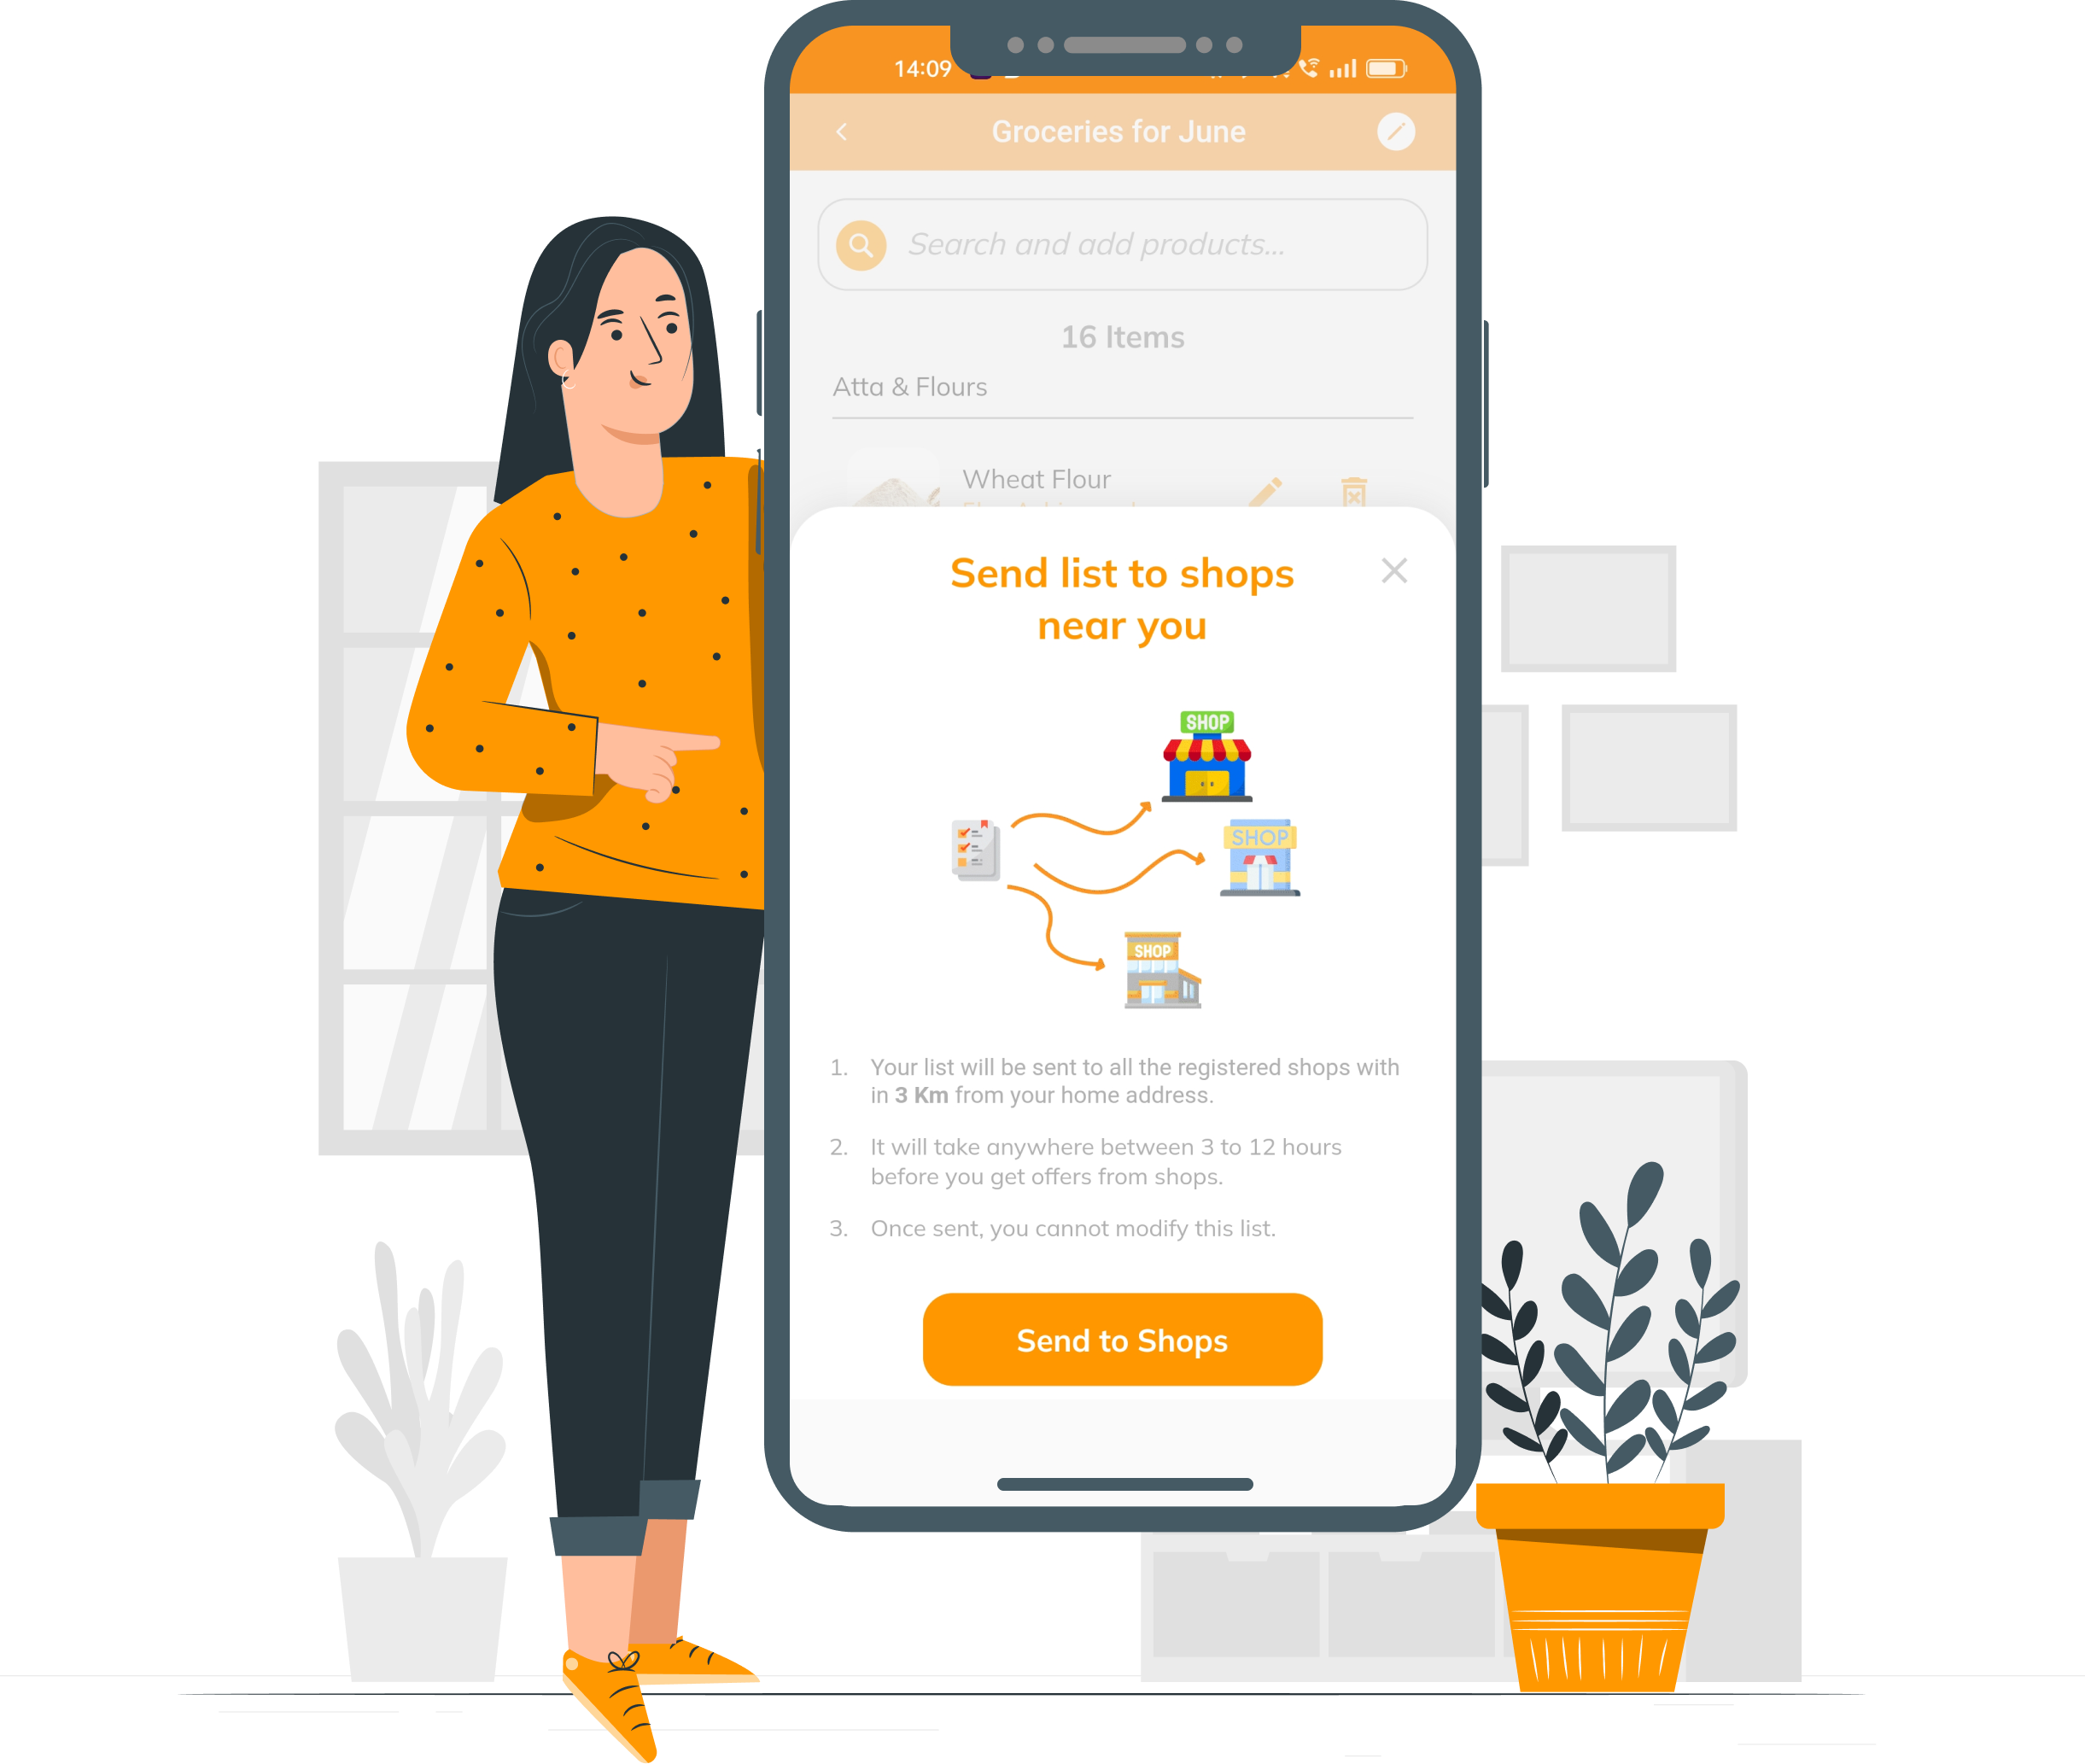 14:09
Groceries for June
Search and add products...
16 Items
Atta & Flours
Wheat Flour
Send list to shops
near you
SHOP
SHOP
SHOP
1. Your list will be sent to all the registered shops with
in 3 Km from your home address.
2. It will take anywhere between 3 to 12 hours
before you get offers from shops.
3. Once sent, you cannot modify this list.
Send to Shops